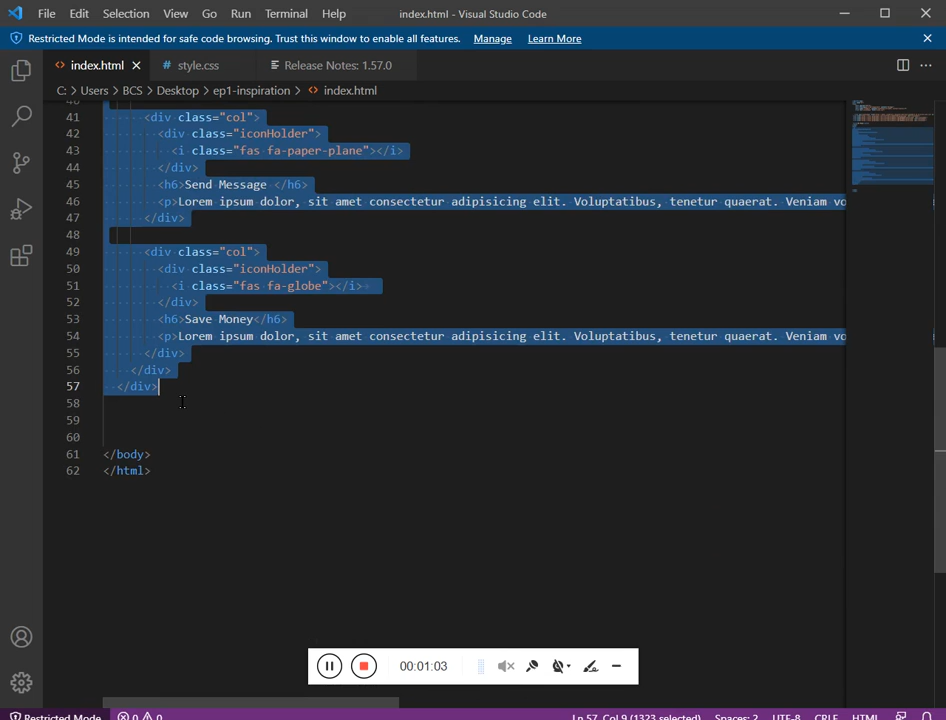 File Edit Selection View Go Run Terminal Help index.html - Visual Studio Code
Restricted Mode is intended for safe code browsing. Trust this window to enable all features. Manage Learn More
index.html style.css Release Notes: 1.57.0
C: > Users > BCS > Desktop > ep1-inspiration > index.html
40
41 <div class="col">
42 <div class="iconHolder">
43 <i class="fas fa-paper-plane"></i>
44 </div>
45 <h6>Send Message </h6>
46 <p>Lorem ipsum dolor, sit amet consectetur adipisicing elit. Voluptatibus, tenetur quaerat. Veniam vo
47 </div>
48
49 <div class="col">
50 <div class="iconHolder">
51 <i class="fas fa-globe"></i>
52 </div>
53 <h6>Save Money</h6>
54 <p>Lorem ipsum dolor, sit amet consectetur adipisicing elit. Voluptatibus, tenetur quaerat. Veniam vo
55 </div>
56 </div>
57 </div>
58
59
60
61 </body>
62 </html>
00:01:03
Restricted Mode 0 0 Ln 57, Col 9 (1323 selected) Spaces: 2 UTF-8 CRLF HTML